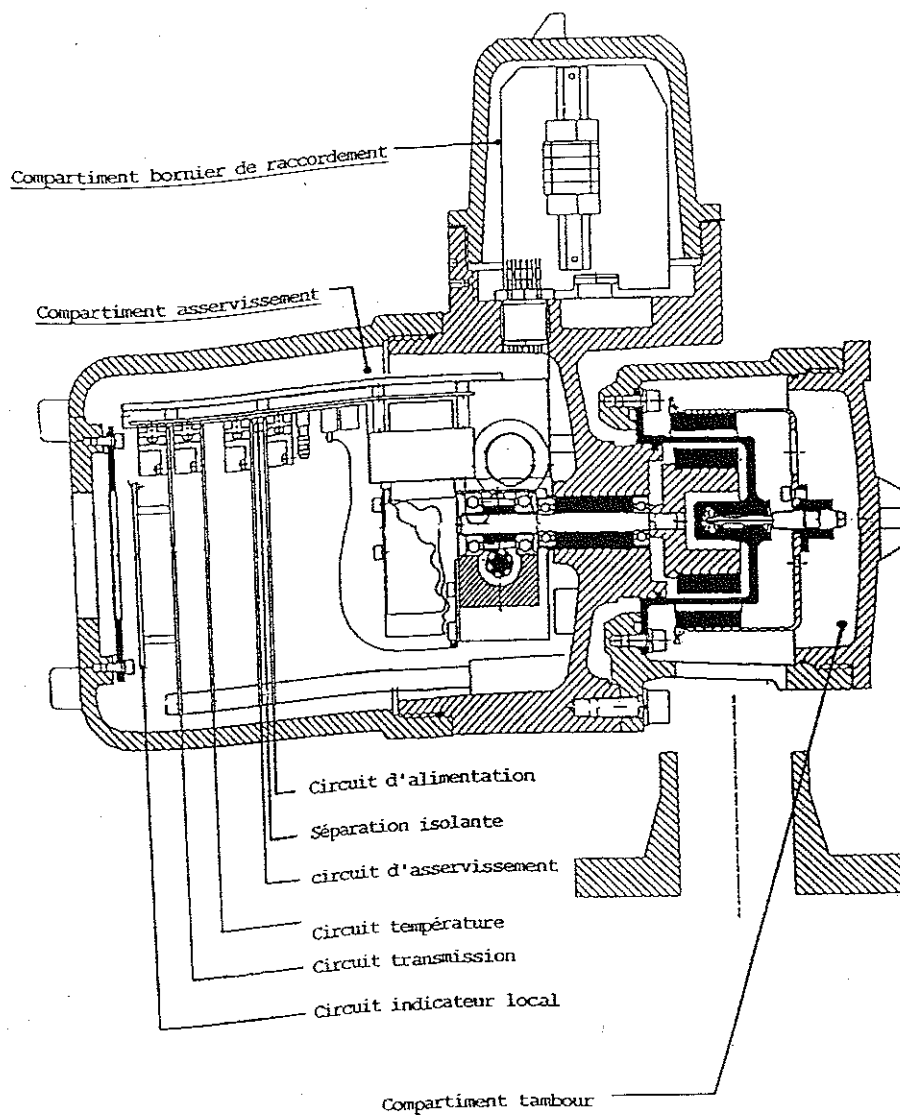 Compartiment bornier de raccordement
Compartiment asservissement
Circuit d'alimentation
Séparation isolante
circuit d'asservissement
Circuit température
Circuit transmission
Circuit indicateur local
Compartiment tambour